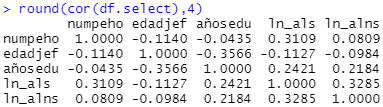 > round(cor(df.select),4)
numpeho edadjef añosedu ln_als ln_alns
numpeho 1.0000 -0.1140 -0.0435 0.3109 0.0809
edadjef -0.1140 1.0000 -0.3566 -0.1127 -0.0984
añosedu -0.0435 -0.3566 1.0000 0.2421 0.2184
ln_als 0.3109 -0.1127 0.2421 1.0000 0.3285
ln_alns 0.0809 -0.0984 0.2184 0.3285 1.0000